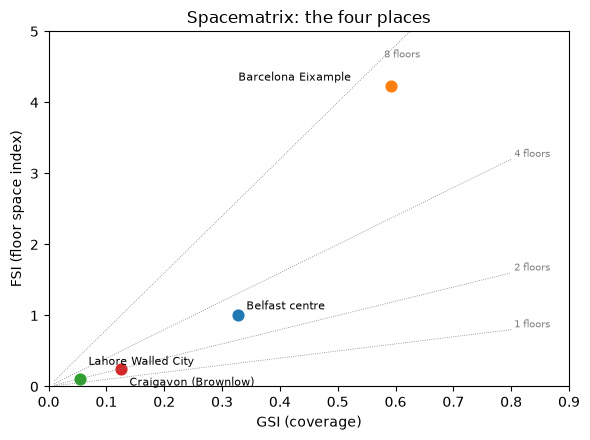 Spacematrix: the four places
FSI (floor space index)
5
4
3
2
1
0
8 floors
Barcelona Eixample
4 floors
2 floors
Belfast centre
1 floors
Lahore Walled City
Craigavon (Brownlow)
0.0 0.1 0.2 0.3 0.4 0.5 0.6 0.7 0.8 0.9
GSI (coverage)